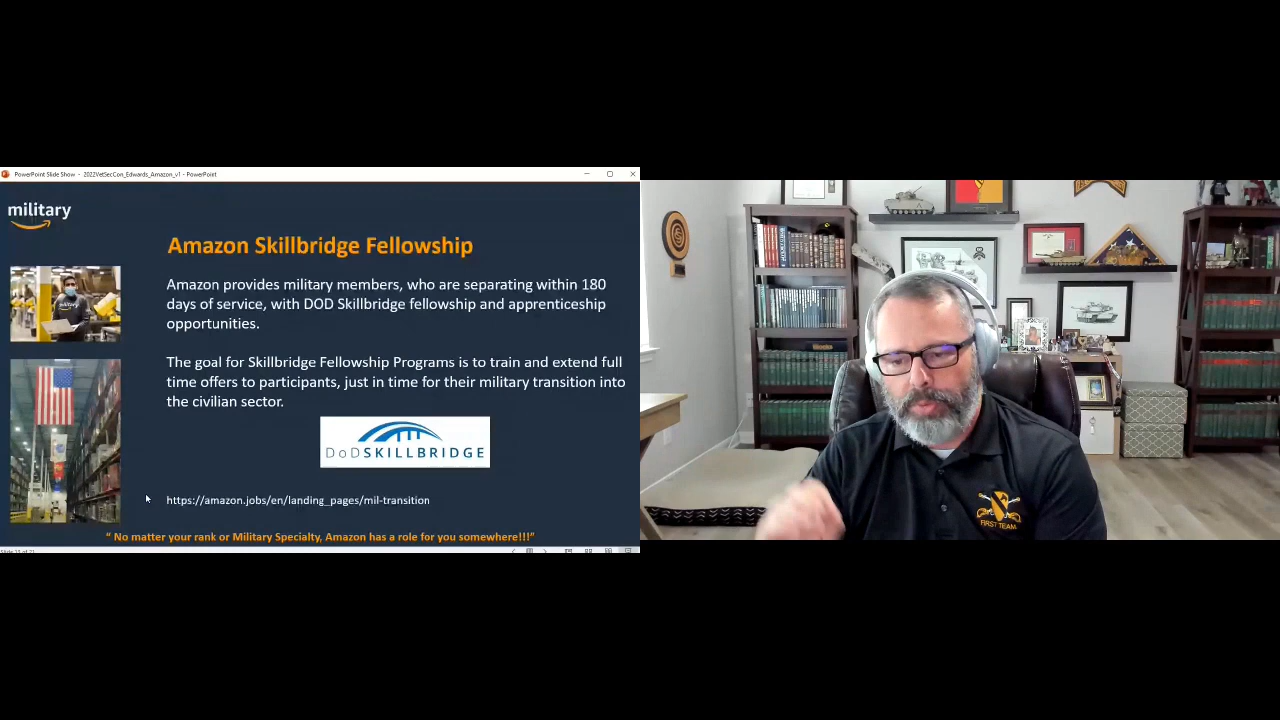 PowerPoint Slide Show - 2022VetSecCon_Edwards_Amazon_v1 - PowerPoint
military
Amazon Skillbridge Fellowship
Amazon provides military members, who are separating within 180
days of service, with DOD Skillbridge fellowship and apprenticeship
opportunities.
The goal for Skillbridge Fellowship Programs is to train and extend full
time offers to participants, just in time for their military transition into
the civilian sector.
DoDSKILLBRIDGE
https://amazon.jobs/en/landing_pages/mil-transition
“ No matter your rank or Military Specialty, Amazon has a role for you somewhere!!!”
FIRST TEAM